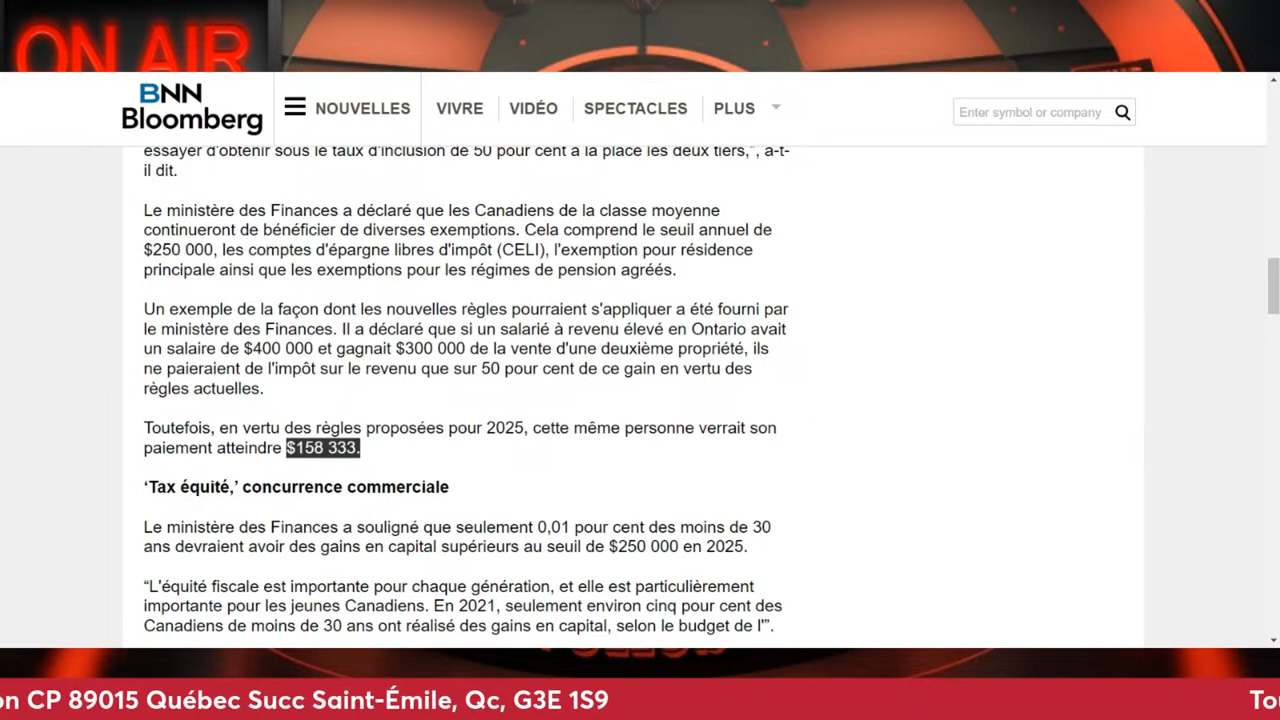 ON AIR
BNN
Bloomberg
NOUVELLES
VIVRE
VIDÉO
SPECTACLES
PLUS
Enter symbol or company
essayer d'obtenir sous le taux d'inclusion de 50 pour cent à la place les deux tiers,”, a-t-
il dit.
Le ministère des Finances a déclaré que les Canadiens de la classe moyenne
continueront de bénéficier de diverses exemptions. Cela comprend le seuil annuel de
$250 000, les comptes d'épargne libres d'impôt (CELI), l'exemption pour résidence
principale ainsi que les exemptions pour les régimes de pension agréés.
Un exemple de la façon dont les nouvelles règles pourraient s'appliquer a été fourni par
le ministère des Finances. Il a déclaré que si un salarié à revenu élevé en Ontario avait
un salaire de $400 000 et gagnait $300 000 de la vente d'une deuxième propriété, ils
ne paieraient de l'impôt sur le revenu que sur 50 pour cent de ce gain en vertu des
règles actuelles.
Toutefois, en vertu des règles proposées pour 2025, cette même personne verrait son
paiement atteindre $158 333.
‘Tax équité,’ concurrence commerciale
Le ministère des Finances a souligné que seulement 0,01 pour cent des moins de 30
ans devraient avoir des gains en capital supérieurs au seuil de $250 000 en 2025.
“L'équité fiscale est importante pour chaque génération, et elle est particulièrement
importante pour les jeunes Canadiens. En 2021, seulement environ cinq pour cent des
Canadiens de moins de 30 ans ont réalisé des gains en capital, selon le budget de l'”.
on CP 89015 Québec Succ Saint-Émile, Qc, G3E 1S9